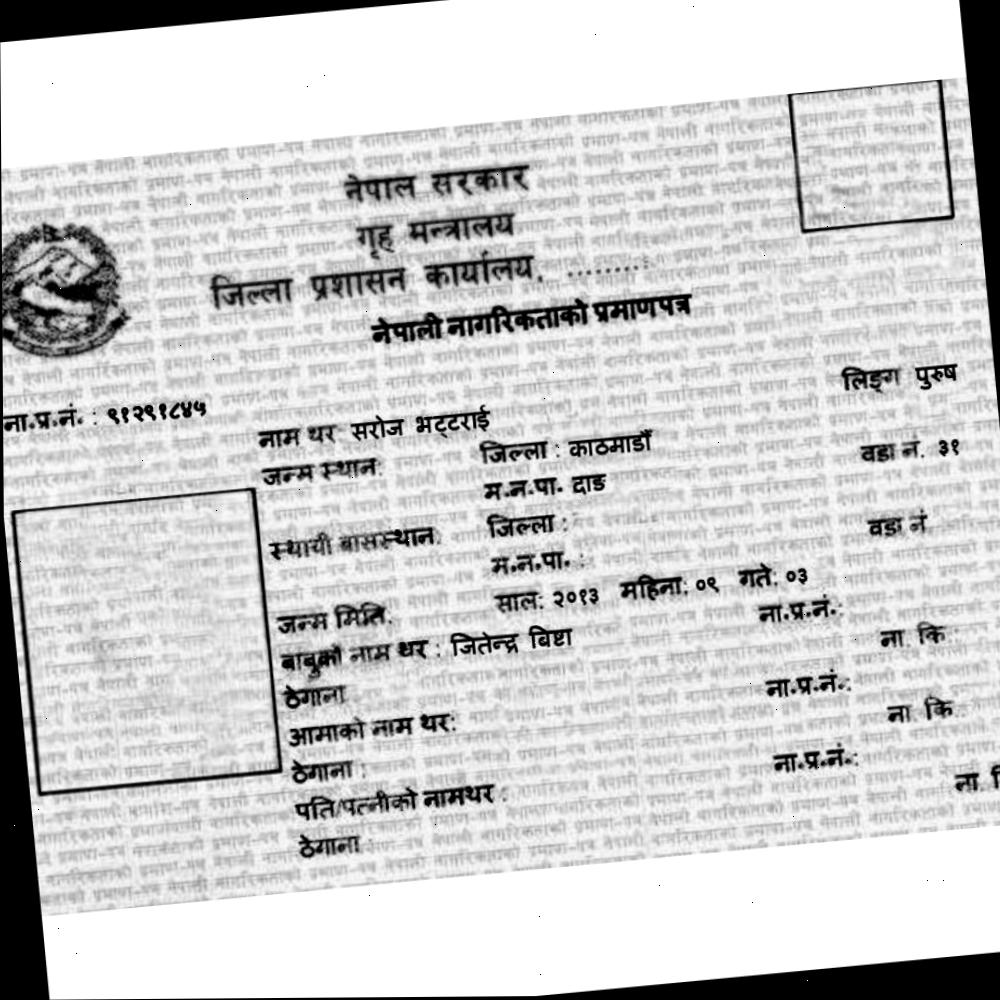 नेपाल सरकार
गृह मन्त्रालय
जिल्ला प्रशासन कार्यालय, .........
नेपाली नागरिकताको प्रमाणपत्र
लिङ्ग पुरुष
ना.प्र.नं. : ९१२९१८४५
नाम थर सरोज भट्टराई
जन्म स्थान: जिल्ला : काठमाडौं वडा नं. ३१
म.न.पा. दाङ
स्थायी बासस्थान: जिल्ला : वडा नं
म.न.पा. :
जन्म मिति: साल: २०१३ महिना: ०९ गते: ०३
बाबुको नाम थर : जितेन्द्र बिष्टा ना.प्र.नं.:
ठेगाना ना. कि :
आमाको नाम थर: ना.प्र.नं.:
ठेगाना : ना कि :
पति/पत्नीको नामथर : ना.प्र.नं.:
ठेगाना : ना